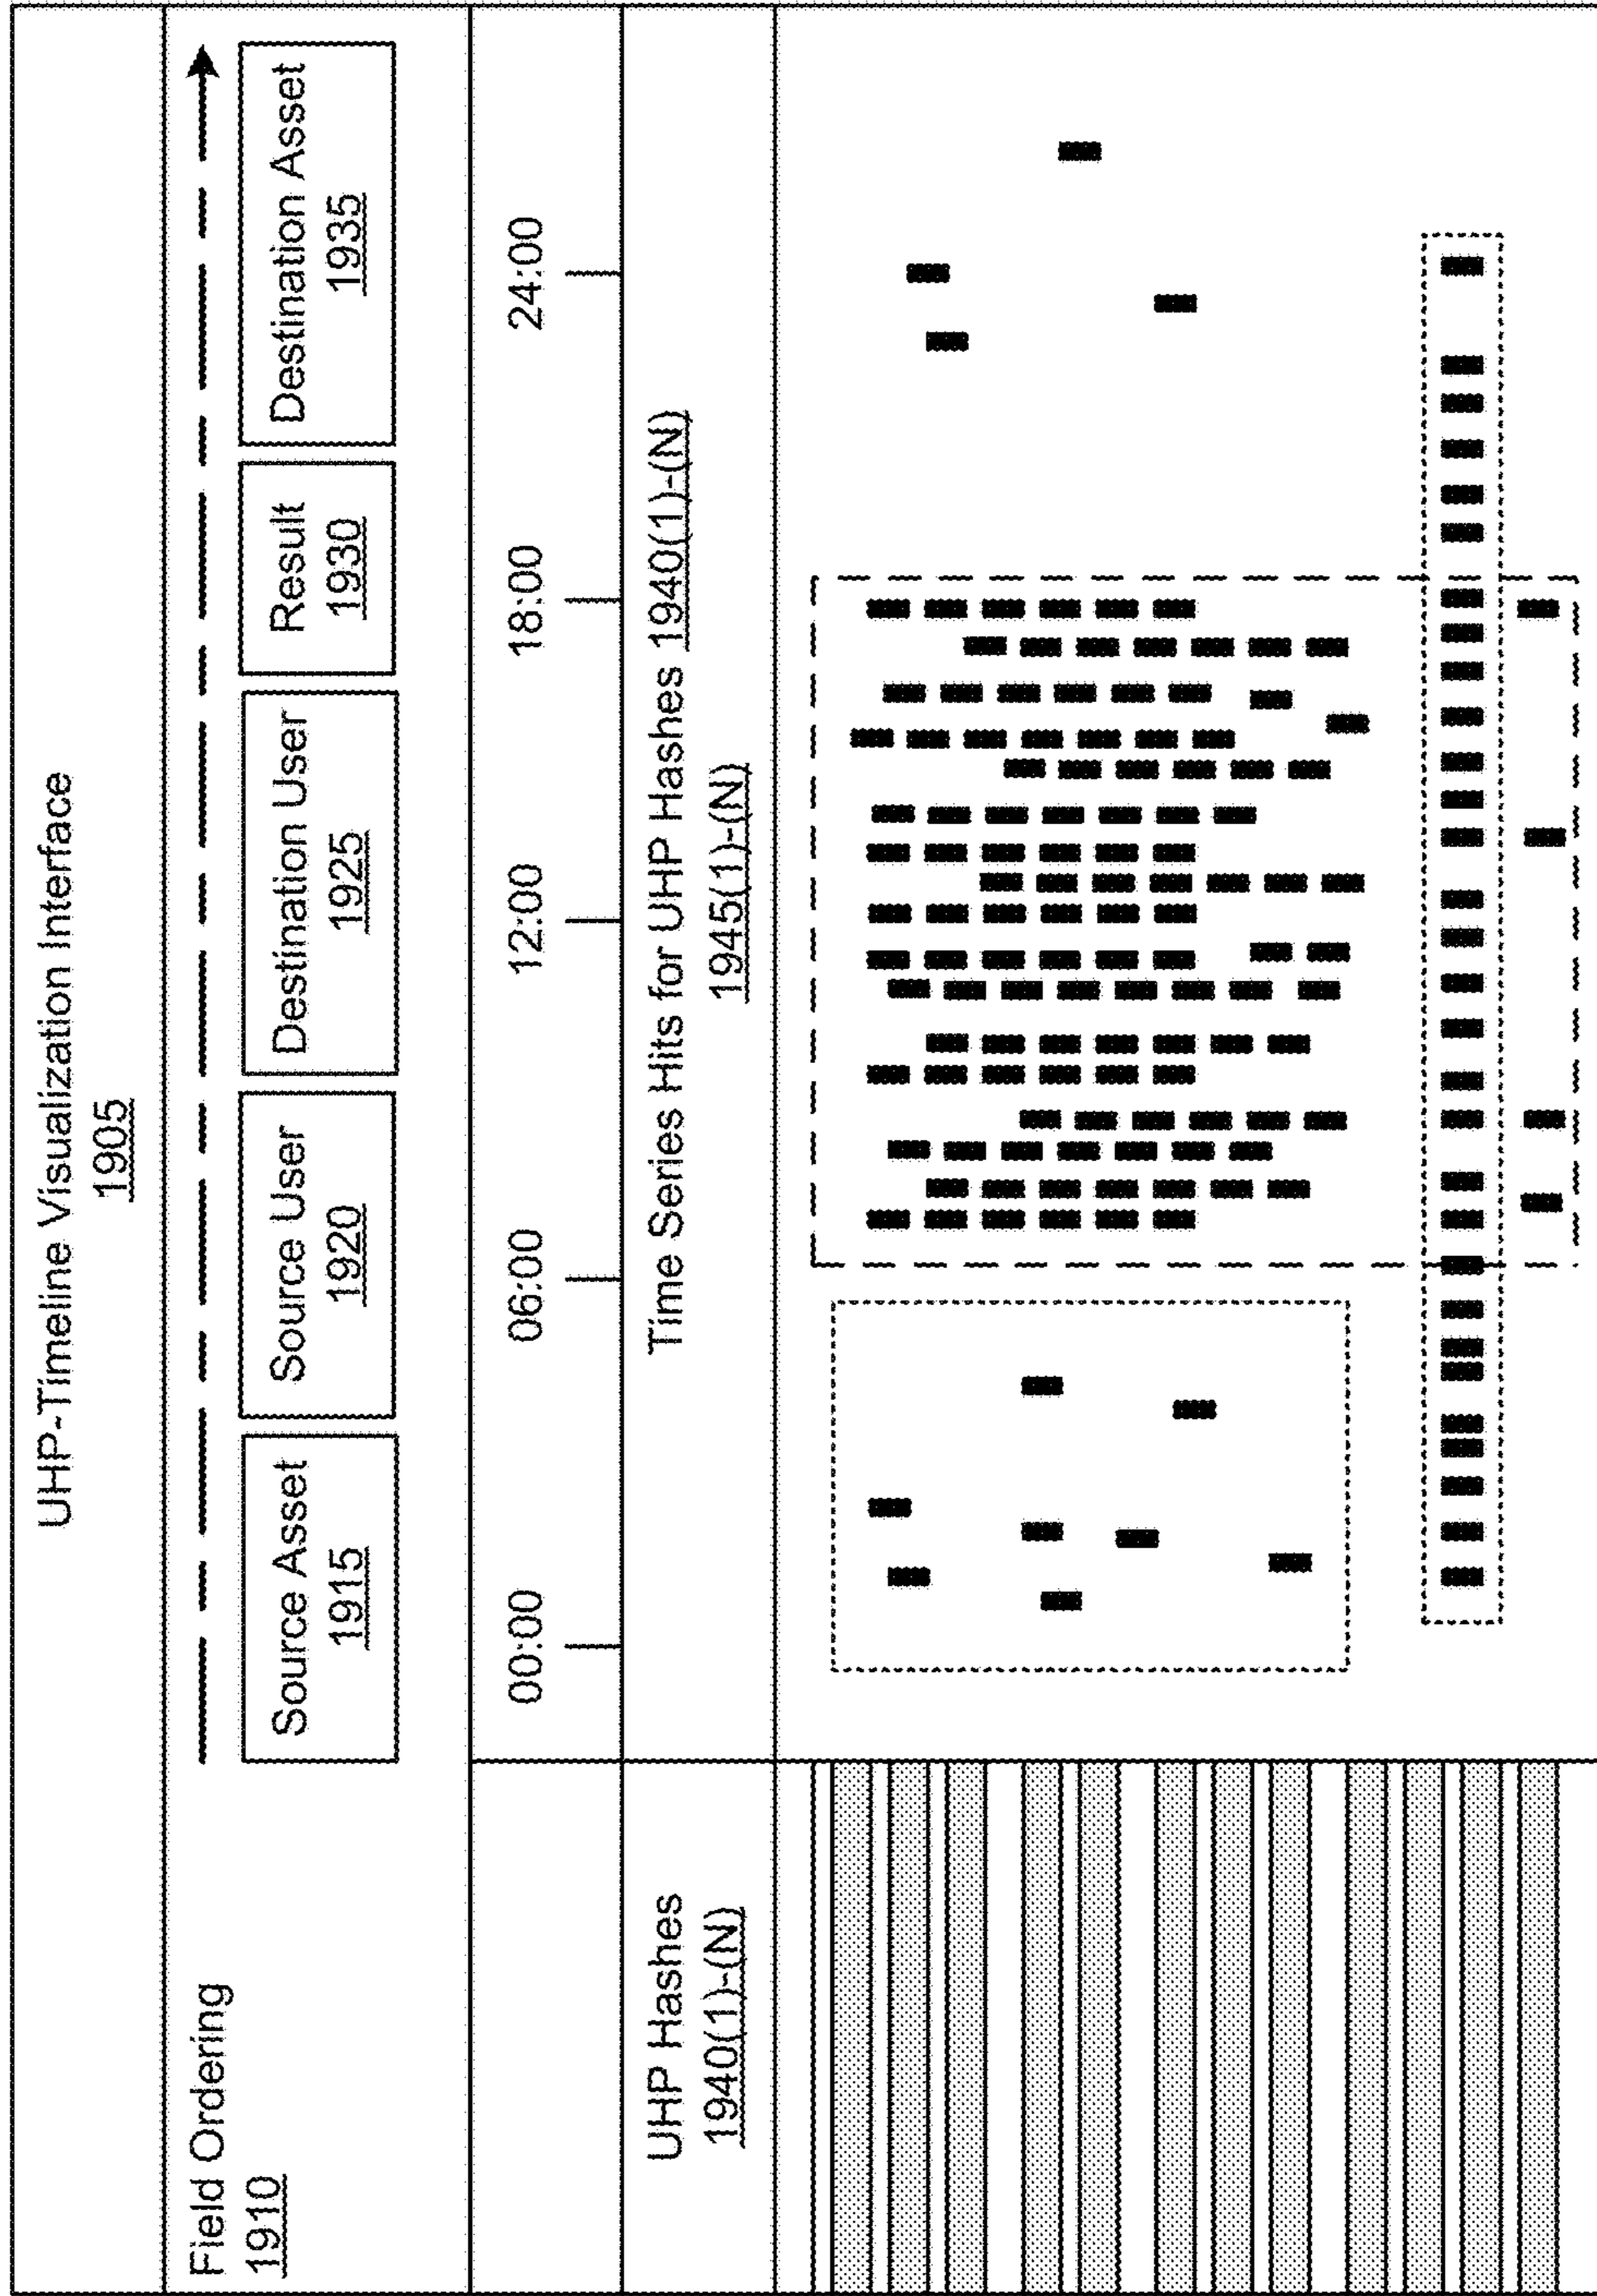 UHP-Timeline Visualization Interface
1905
Field Ordering
1910
Source Asset
1915
Source User
1920
Destination User
1925
Result
1930
Destination Asset
1935
00:00
06:00
12:00
18:00
24:00
UHP Hashes
1940(1)-(N)
Time Series Hits for UHP Hashes 1940(1)-(N)
1945(1)-(N)